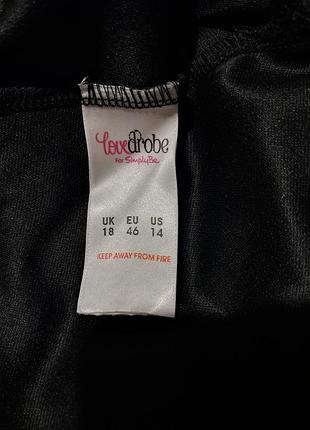 lovedrobe
FOR SimplyBe
UK EU US
18 46 14
KEEP AWAY FROM FIRE